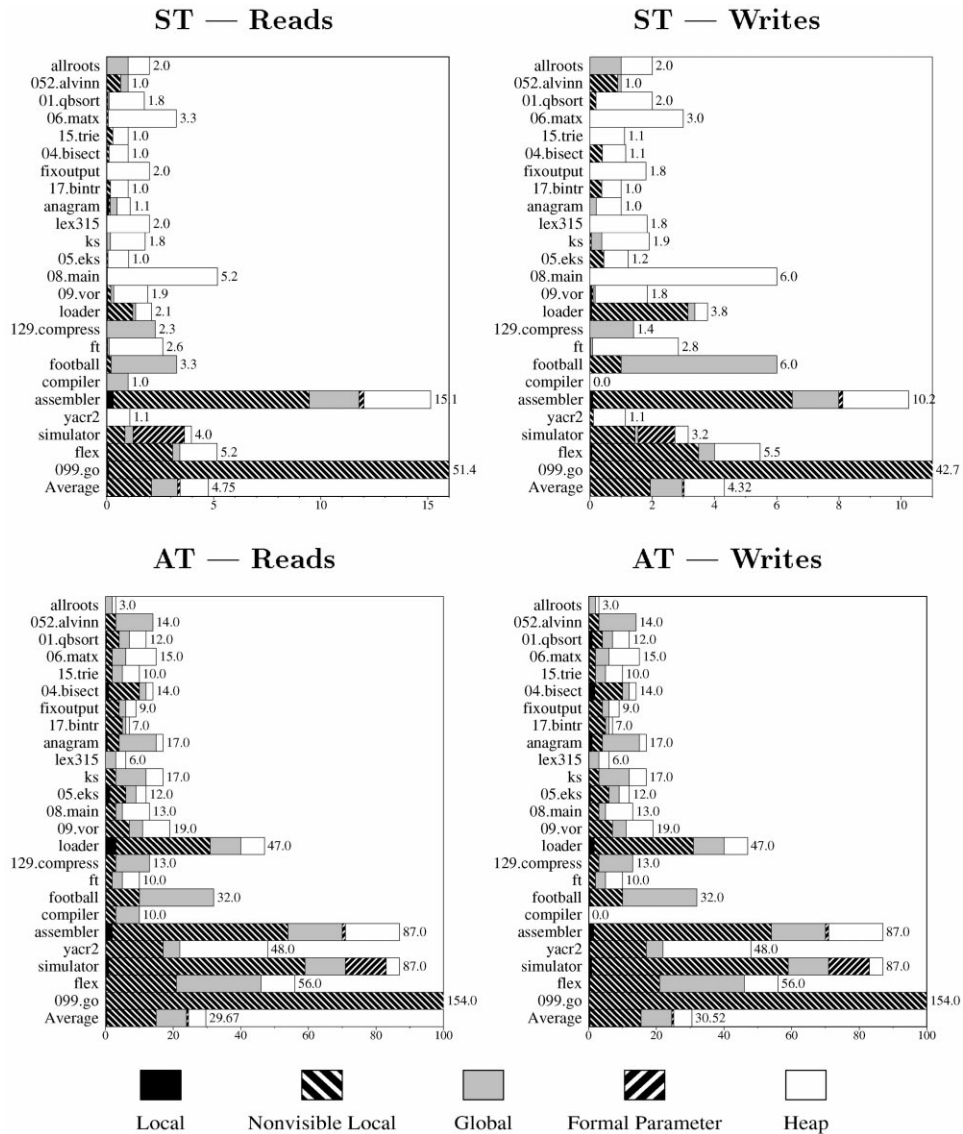 ST — Reads
allroots 2.0
052.alvinn 1.0
01.qbsort 1.8
06.matx 3.3
15.trie 1.0
04.bisect 1.0
fixoutput 2.0
17.bintr 1.0
anagram 1.1
lex315 2.0
ks 1.8
05.eks 1.0
08.main 5.2
09.vor 1.9
loader 2.1
129.compress 2.3
ft 2.6
football 3.3
compiler 1.0
assembler 15.1
yacr2 1.1
simulator 4.0
flex 5.2
099.go 51.4
Average 4.75
0 5 10 15
ST — Writes
allroots 2.0
052.alvinn 1.0
01.qbsort 2.0
06.matx 3.0
15.trie 1.1
04.bisect 1.1
fixoutput 1.8
17.bintr 1.0
anagram 1.0
lex315 1.8
ks 1.9
05.eks 1.2
08.main 6.0
09.vor 1.8
loader 3.8
129.compress 1.4
ft 2.8
football 6.0
compiler 0.0
assembler 10.2
yacr2 1.1
simulator 3.2
flex 5.5
099.go 42.7
Average 4.32
0 2 4 6 8 10
AT — Reads
allroots 3.0
052.alvinn 14.0
01.qbsort 12.0
06.matx 15.0
15.trie 10.0
04.bisect 14.0
fixoutput 9.0
17.bintr 7.0
anagram 17.0
lex315 6.0
ks 17.0
05.eks 12.0
08.main 13.0
09.vor 19.0
loader 47.0
129.compress 13.0
ft 10.0
football 32.0
compiler 10.0
assembler 87.0
yacr2 48.0
simulator 87.0
flex 56.0
099.go 154.0
Average 29.67
0 20 40 60 80 100
AT — Writes
allroots 3.0
052.alvinn 14.0
01.qbsort 12.0
06.matx 15.0
15.trie 10.0
04.bisect 14.0
fixoutput 9.0
17.bintr 7.0
anagram 17.0
lex315 6.0
ks 17.0
05.eks 12.0
08.main 13.0
09.vor 19.0
loader 47.0
129.compress 13.0
ft 10.0
football 32.0
compiler 0.0
assembler 87.0
yacr2 48.0
simulator 87.0
flex 56.0
099.go 154.0
Average 30.52
0 20 40 60 80 100
Local Nonvisible Local Global Formal Parameter Heap